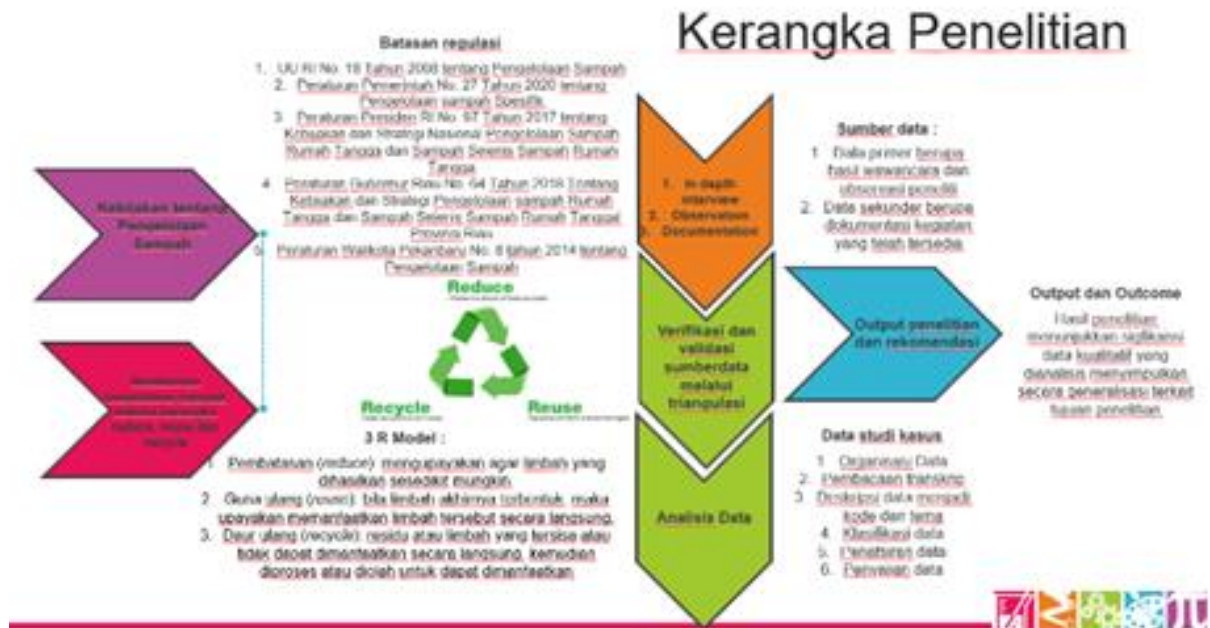 Kerangka Penelitian
Batasan regulasi
1. UU RI No. 18 Tahun 2008 tentang Pengelolaan Sampah
2. Peraturan Pemerintah No. 27 Tahun 2020 tentang
Pengelolaan sampah Spesifik
3. Peraturan Presiden RI No. 97 Tahun 2017 tentang
Kebijakan dan Strategi Nasional Pengelolaan Sampah
Rumah Tangga dan Sampah Sejenis Sampah Rumah
Tangga
4. Peraturan Gubernur Riau No. 64 Tahun 2018 Tentang
Kebijakan dan Strategi Pengelolaan sampah Rumah
Tangga dan Sampah Sejenis Sampah Rumah Tanggal
Provinsi Riau
5. Peraturan Walikota Pekanbaru No. 8 tahun 2014 tentang
Pengelolaan Sampah
Kebijakan tentang
Pengelolaan
Sampah
reduce, reuse dan
recycle
Reduce
Recycle
Reuse
3 R Model :
1. Pembatasan (reduce): mengupayakan agar limbah yang
dihasilkan sesedikit mungkin.
2. Guna ulang (reuse): bila limbah akhirnya terbentuk, maka
upayakan memanfaatkan limbah tersebut secara langsung.
3. Daur ulang (recycle): residu atau limbah yang tersisa atau
tidak dapat dimanfaatkan secara langsung, kemudian
diproses atau diolah untuk dapat dimanfaatkan
1. In-depth
interview
2. Observation
3. Documentation
Verifikasi dan
validasi
sumberdata
melalui
triangulasi
Analisis Data
Sumber data :
1. Data primer berupa
hasil wawancara dan
observasi peneliti
2. Data sekunder berupa
dokumentasi kegiatan
yang telah tersedia
Output penelitian
dan rekomendasi
Output dan Outcome
Hasil penelitian
menunjukkan
data kualitatif yang
dianalisis menyimpulkan
secara terkait
tujuan penelitian
Data studi kasus
1. Organisasi Data
2. Pembacaan transkrip
3. Deskripsi data menjadi
kode dan tema
4. Klasifikasi data
5. Penafsiran data
6. Penyajian data